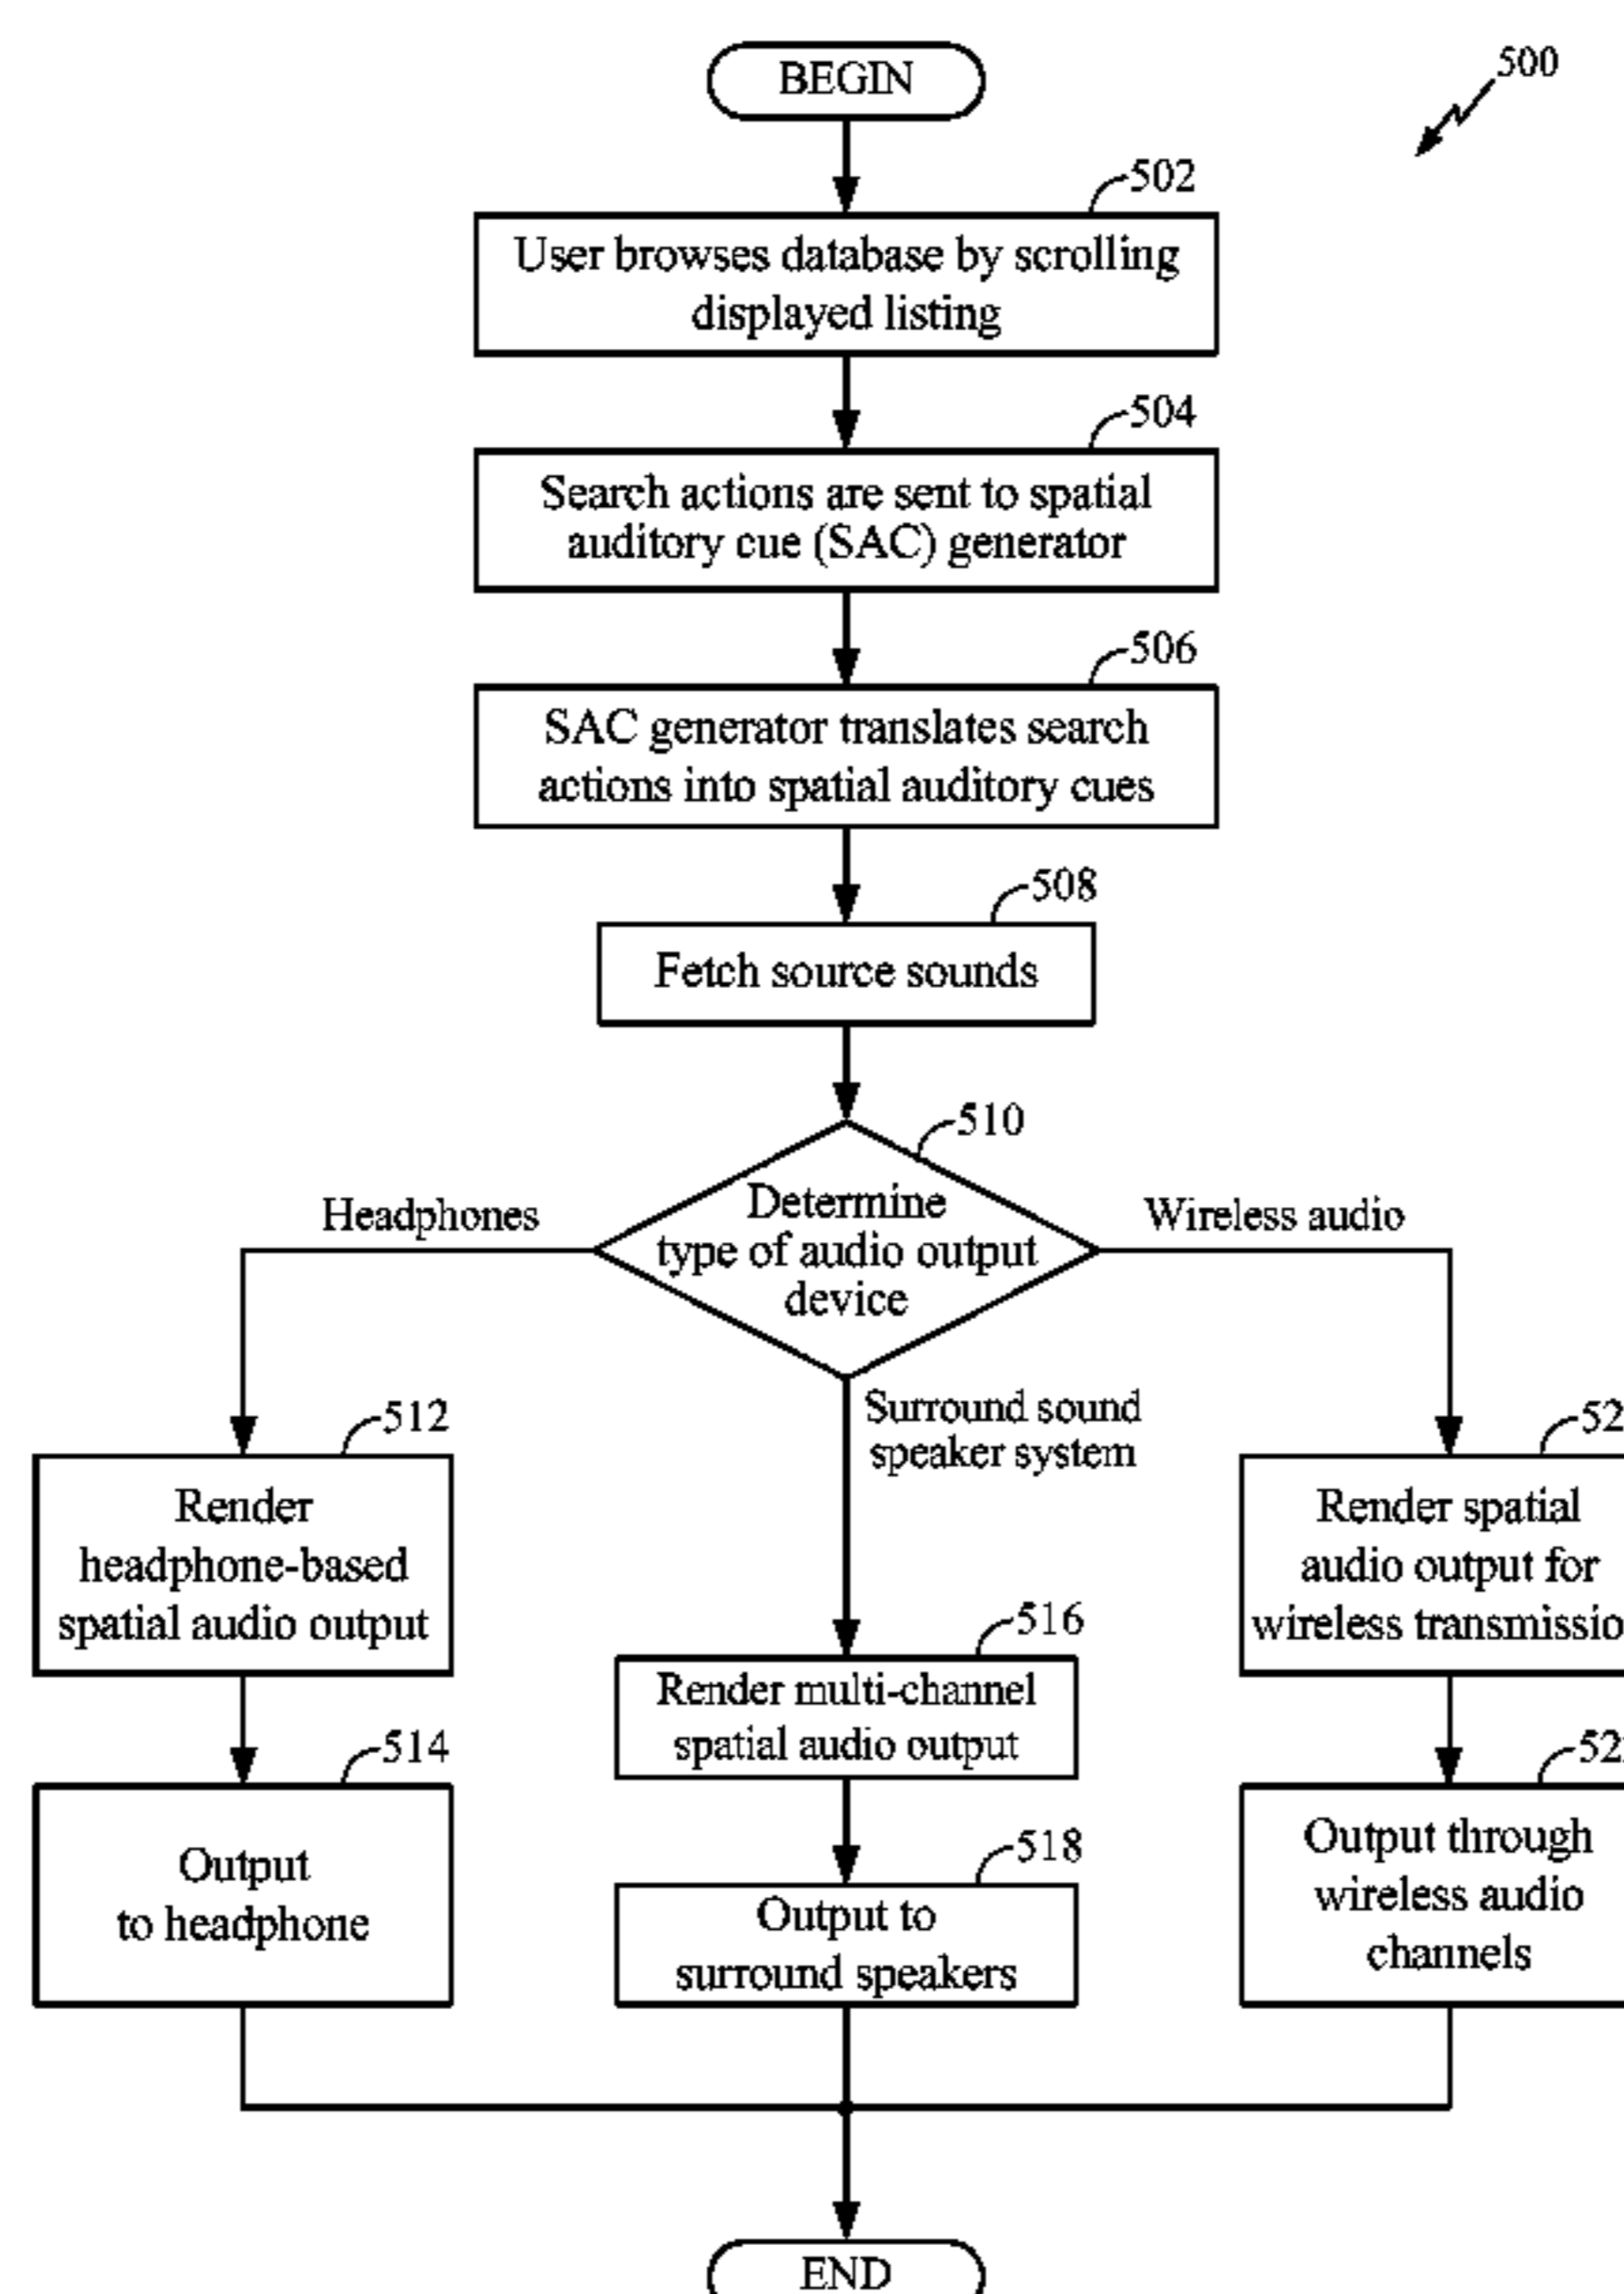 BEGIN
500
502
User browses database by scrolling
displayed listing
504
Search actions are sent to spatial
auditory cue (SAC) generator
506
SAC generator translates search
actions into spatial auditory cues
508
Fetch source sounds
510
Determine
type of audio output
device
Headphones
Wireless audio
Surround sound
speaker system
512
Render
headphone-based
spatial audio output
514
Output
to headphone
516
Render multi-channel
spatial audio output
518
Output to
surround speakers
Render spatial
audio output for
wireless
Output through
wireless audio
channels
END